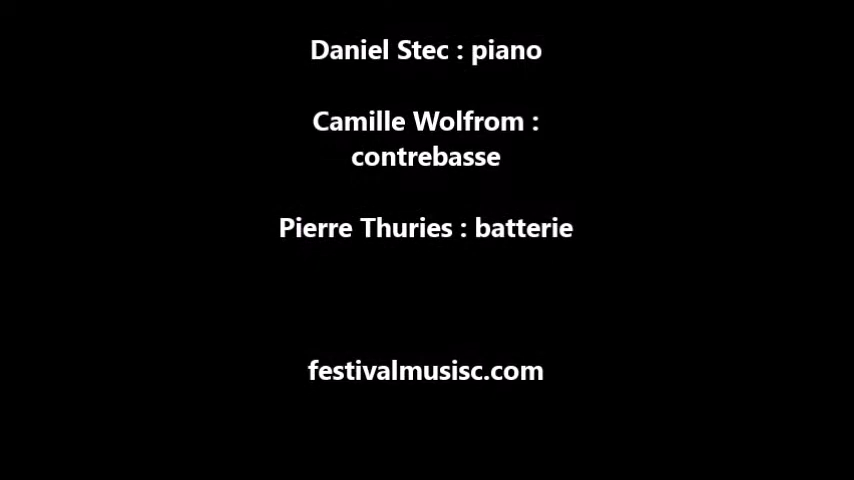 Daniel Stec : piano
Camille Wolfrom :
contrebasse
Pierre Thuries : batterie
festivalmusisc.com